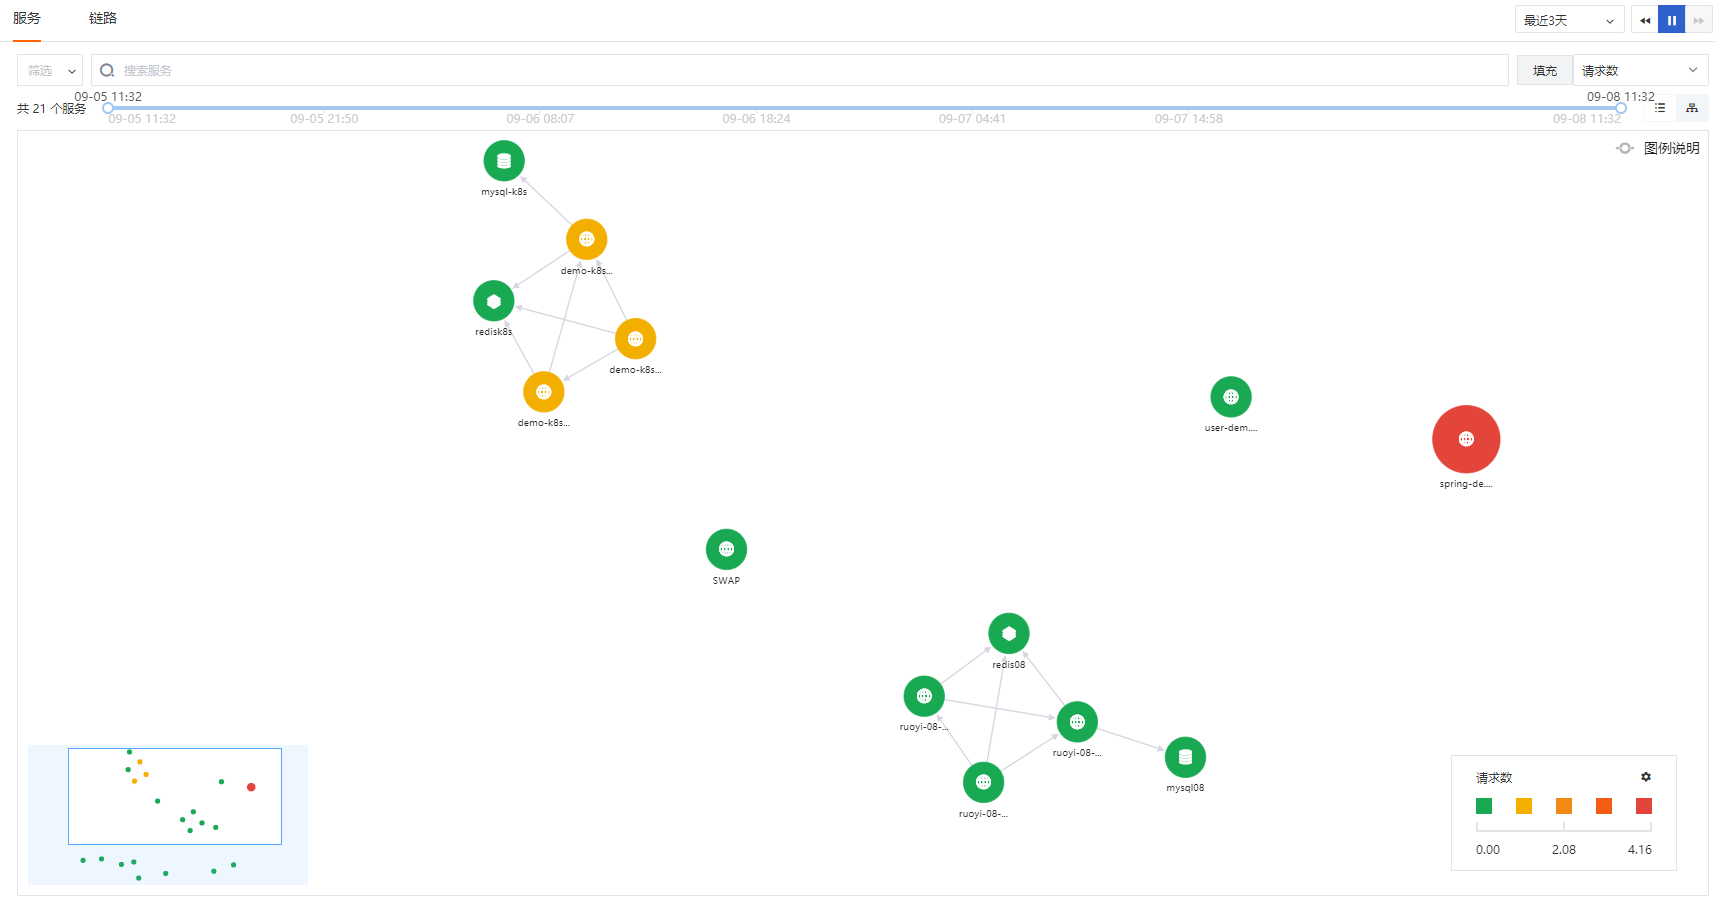 服务
链路
最近3天
筛选
搜索服务
填充
请求数
09-05 11:32
09-08 11:32
共 21 个服务
09-05 11:32
09-05 21:50
09-06 08:07
09-06 18:24
09-07 04:41
09-07 14:58
09-08 11:32
图例说明
mysql-k8s
demo-k8s...
redisk8s
demo-k8s...
demo-k8s...
user-dem....
spring-de....
SWAP
redis08
ruoyi-08-...
ruoyi-08-...
mysql08
ruoyi-08-...
请求数
0.00
2.08
4.16